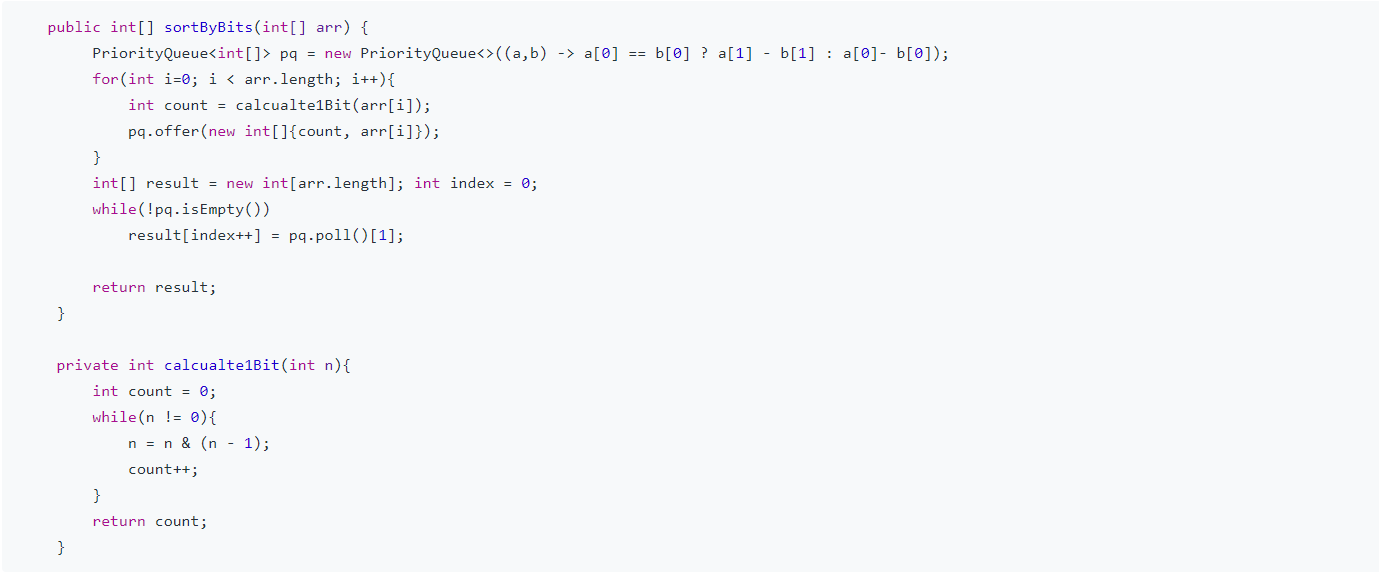 public int[] sortByBits(int[] arr) {
PriorityQueue<int[]> pq = new PriorityQueue<>((a,b) -> a[0] == b[0] ? a[1] - b[1] : a[0]- b[0]);
for(int i=0; i < arr.length; i++){
int count = calcualte1Bit(arr[i]);
pq.offer(new int[]{count, arr[i]});
}
int[] result = new int[arr.length]; int index = 0;
while(!pq.isEmpty())
result[index++] = pq.poll()[1];
return result;
}
private int calcualte1Bit(int n){
int count = 0;
while(n != 0){
n = n & (n - 1);
count++;
}
return count;
}